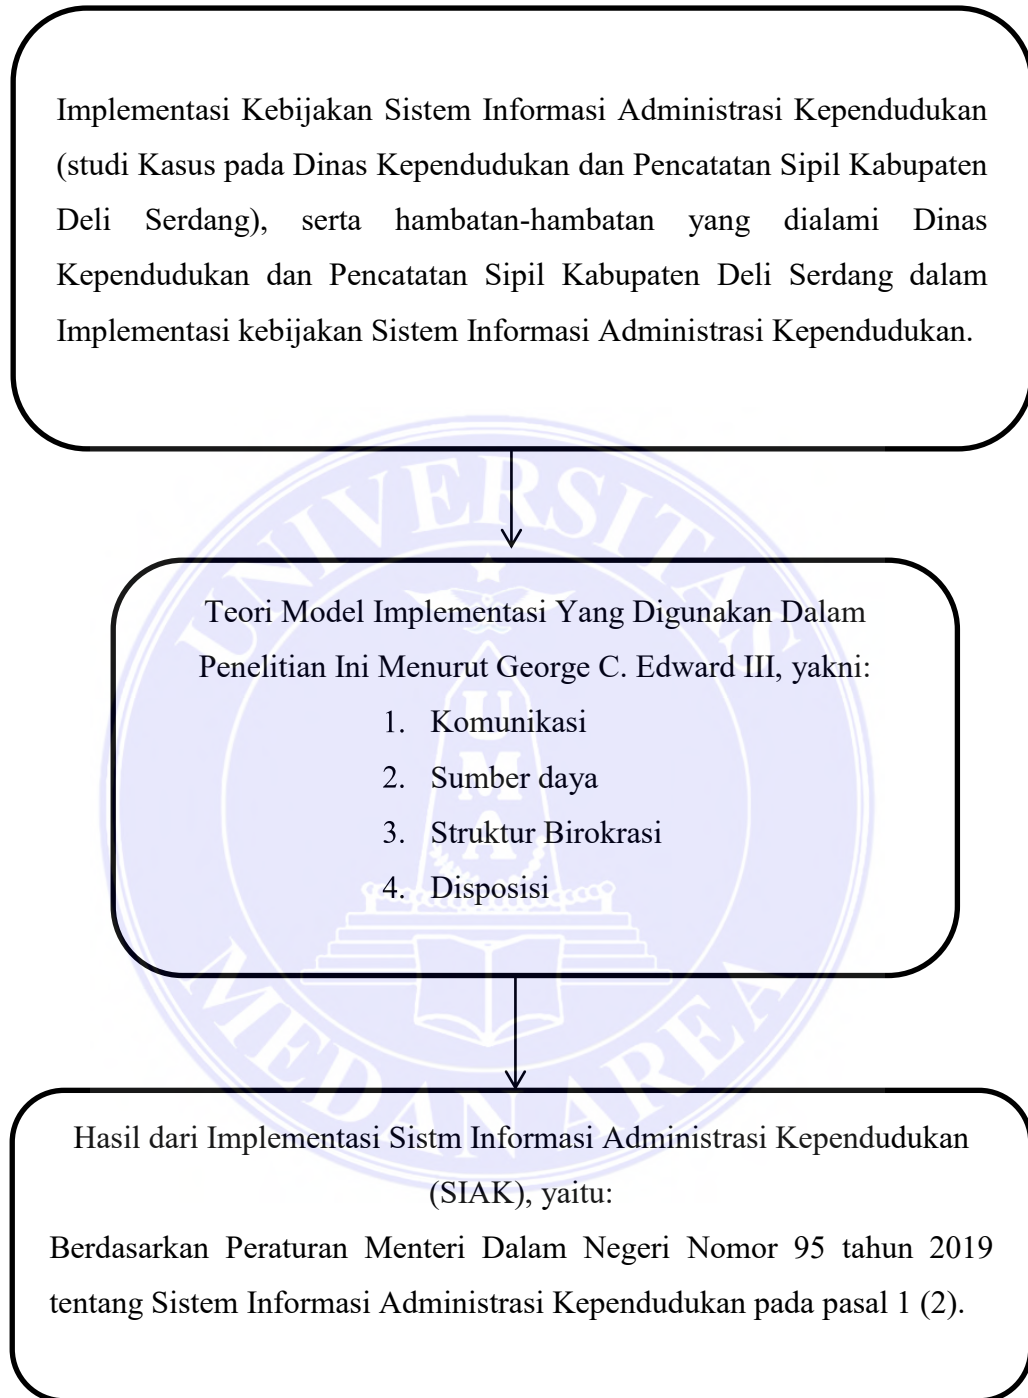 Implementasi Kebijakan Sistem Informasi Administrasi Kependudukan
(studi Kasus pada Dinas Kependudukan dan Pencatatan Sipil Kabupaten
Deli Serdang), serta hambatan-hambatan yang dialami Dinas
Kependudukan dan Pencatatan Sipil Kabupaten Deli Serdang dalam
Implementasi kebijakan Sistem Informasi Administrasi Kependudukan.
UNIVERSITAS
Teori Model Implementasi Yang Digunakan Dalam
Penelitian Ini Menurut George C. Edward III, yakni:
1. Komunikasi
2. Sumber daya
3. Struktur Birokrasi
4. Disposisi
U
M
A
MEDAN AREA
Hasil dari Implementasi Sistm Informasi Administrasi Kependudukan
(SIAK), yaitu:
Berdasarkan Peraturan Menteri Dalam Negeri Nomor 95 tahun 2019
tentang Sistem Informasi Administrasi Kependudukan pada pasal 1 (2).